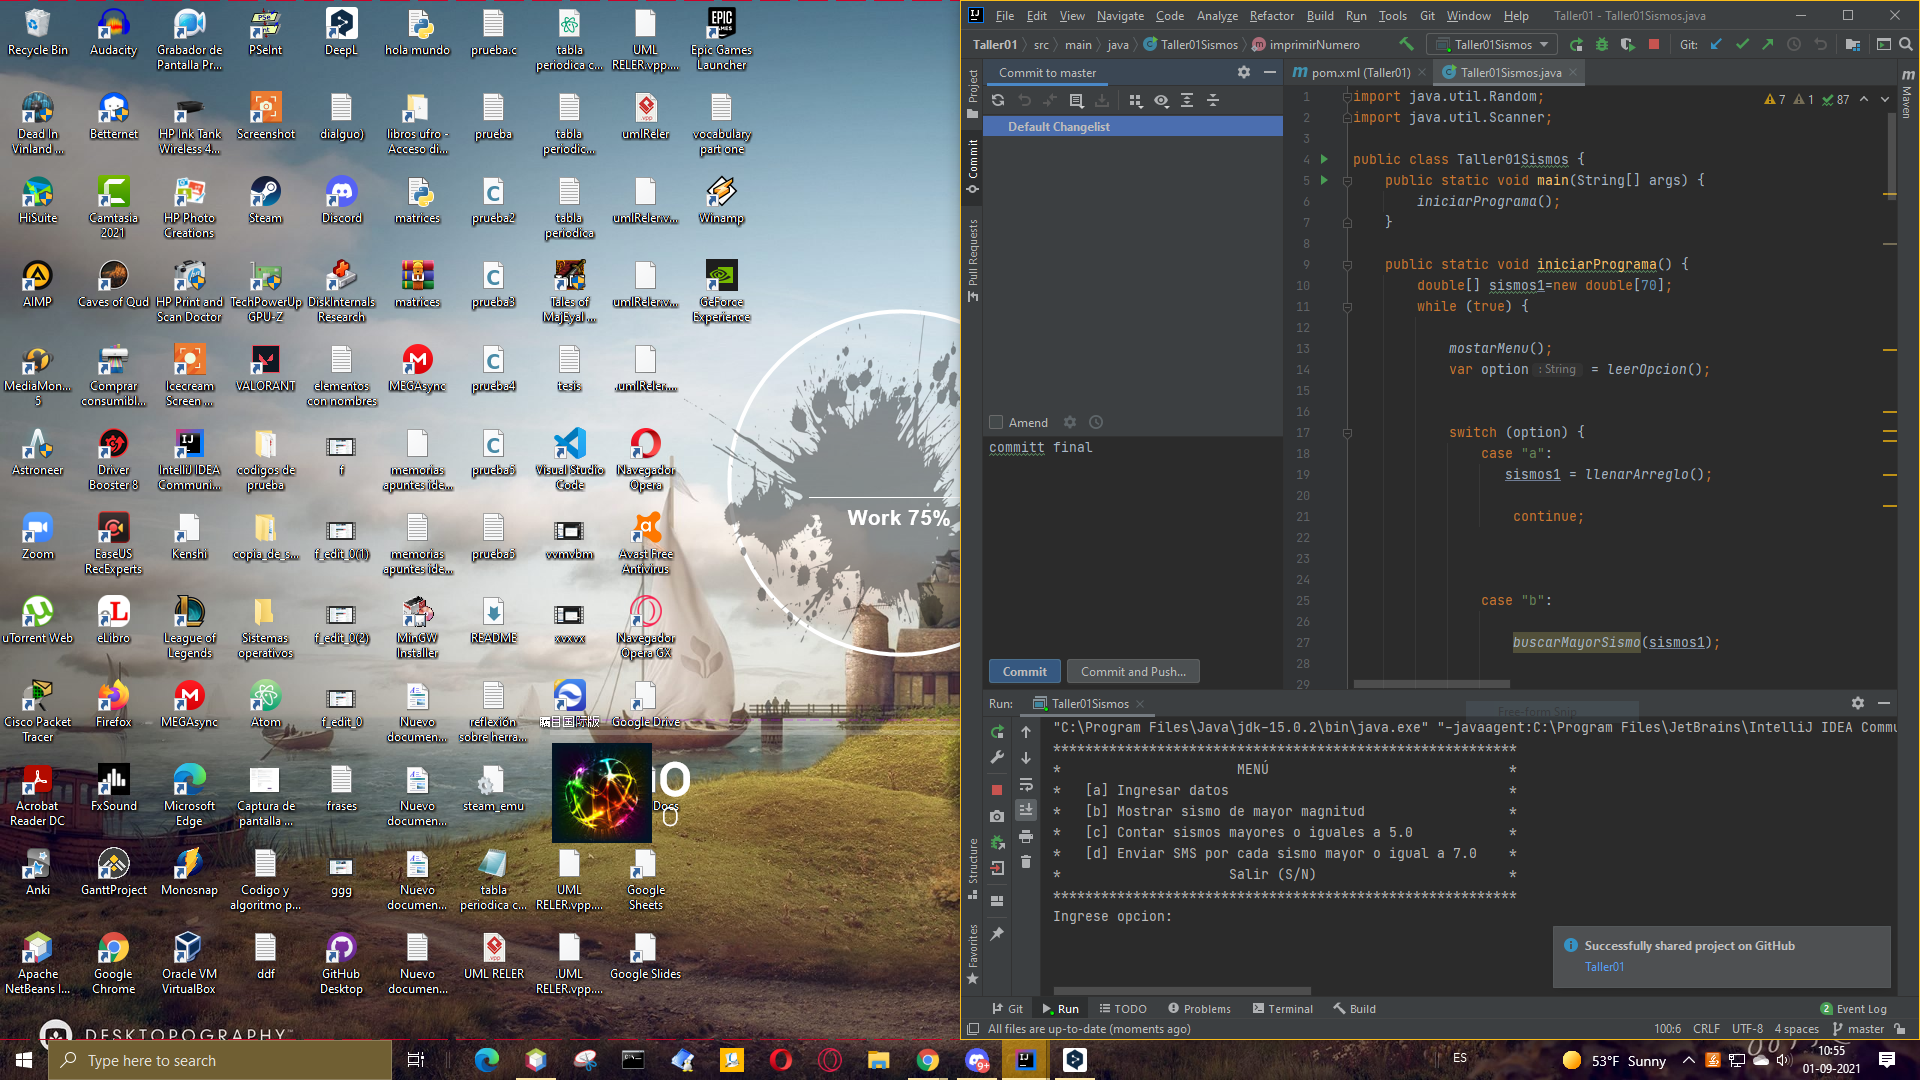 Recycle Bin
Audacity
Grabador de
Pantalla Pr...
PSeInt
DeepL
hola mundo
prueba.c
tabla
periodica c...
UML
RELER.vpp....
Epic Games
Launcher
Dead In
Vinland ...
Betternet
HP Ink Tank
Wireless 4...
Screenshot
dialguo)
libros ufro -
Acceso di...
prueba
tabla
periodic...
umlReler
vocabulary
part one
HiSuite
Camtasia
2021
HP Photo
Creations
Steam
Discord
matrices
prueba2
tabla
periodica
umlReler.v...
Winamp
AIMP
Caves of Qud
HP Print and
Scan Doctor
TechPowerUp
GPU-Z
DiskInternals
Research
matrices
prueba3
Tales of
MajEyal ...
umlReler.v...
GeForce
Experience
MediaMon...
5
Comprar
consumibl...
Icecream
Screen ...
VALORANT
elementos
con nombres
MEGAsync
prueba4
tesis
.umlReler....
Astroneer
Driver
Booster 8
IntelliJ IDEA
Communi...
codigos de
prueba
f
memorias
apuntes ide...
prueba5
Visual Studio
Code
Navegador
Opera
Work 75%
Zoom
EaseUS
RecExperts
Kenshi
copia_de_s...
f_edit_0(1)
memorias
apuntes ide...
prueba5
vvmvbm
Avast Free
Antivirus
uTorrent Web
eLibro
League of
Legends
Sistemas
operativos
f_edit_0(2)
MinGW
Installer
README
xvxvx
Navegador
Opera GX
Cisco Packet
Tracer
Firefox
MEGAsync
Atom
f_edit_0
Nuevo
documen...
reflexión
sobre herra...
瞩目国际版
Google Drive
Acrobat
Reader DC
FxSound
Microsoft
Edge
Captura de
pantalla ...
frases
Nuevo
documen...
steam_emu
Docs
Anki
GanttProject
Monosnap
Codigo y
algoritmo p...
ggg
Nuevo
documen...
tabla
periodica c...
UML
RELER.vpp....
Google
Sheets
Apache
NetBeans I...
Google
Chrome
Oracle VM
VirtualBox
ddf
GitHub
Desktop
Nuevo
documen...
UML RELER
.UML
RELER.vpp....
Google Slides
DESKTOPOGRAPHY™
File Edit View Navigate Code Analyze Refactor Build Run Tools Git Window Help Taller01 - Taller01Sismos.java
Taller01 src main java Taller01Sismos imprimirNumero
Taller01Sismos
Git:
Project
Commit
Pull Requests
Structure
Favorites
Maven
Commit to master
Default Changelist
Amend
committ final
Commit
Commit and Push...
pom.xml (Taller01)
Taller01Sismos.java
7 1 87
1 import java.util.Random;
2 import java.util.Scanner;
3
4 public class Taller01Sismos {
5 public static void main(String[] args) {
6 iniciarPrograma();
7 }
8
9 public static void iniciarPrograma() {
10 double[] sismos1=new double[70];
11 while (true) {
12
13 mostarMenu();
14 var option : String = leerOpcion();
15
16
17 switch (option) {
18 case "a":
19 sismos1 = llenarArreglo();
20
21 continue;
22
23
24
25 case "b":
26
27 buscarMayorSismo(sismos1);
28
29
Free-form Snip
Run: Taller01Sismos
"C:\Program Files\Java\jdk-15.0.2\bin\java.exe" "-javaagent:C:\Program Files\JetBrains\IntelliJ IDEA Commu
**********************************************************
* MENÚ *
* [a] Ingresar datos *
* [b] Mostrar sismo de mayor magnitud *
* [c] Contar sismos mayores o iguales a 5.0 *
* [d] Enviar SMS por cada sismo mayor o igual a 7.0 *
* Salir (S/N) *
**********************************************************
Ingrese opcion:
Successfully shared project on GitHub
Taller01
Git Run TODO Problems Terminal Build 2 Event Log
All files are up-to-date (moments ago) 100:6 CRLF UTF-8 4 spaces master
Type here to search
9+
ES
53°F Sunny
10:55
01-09-2021